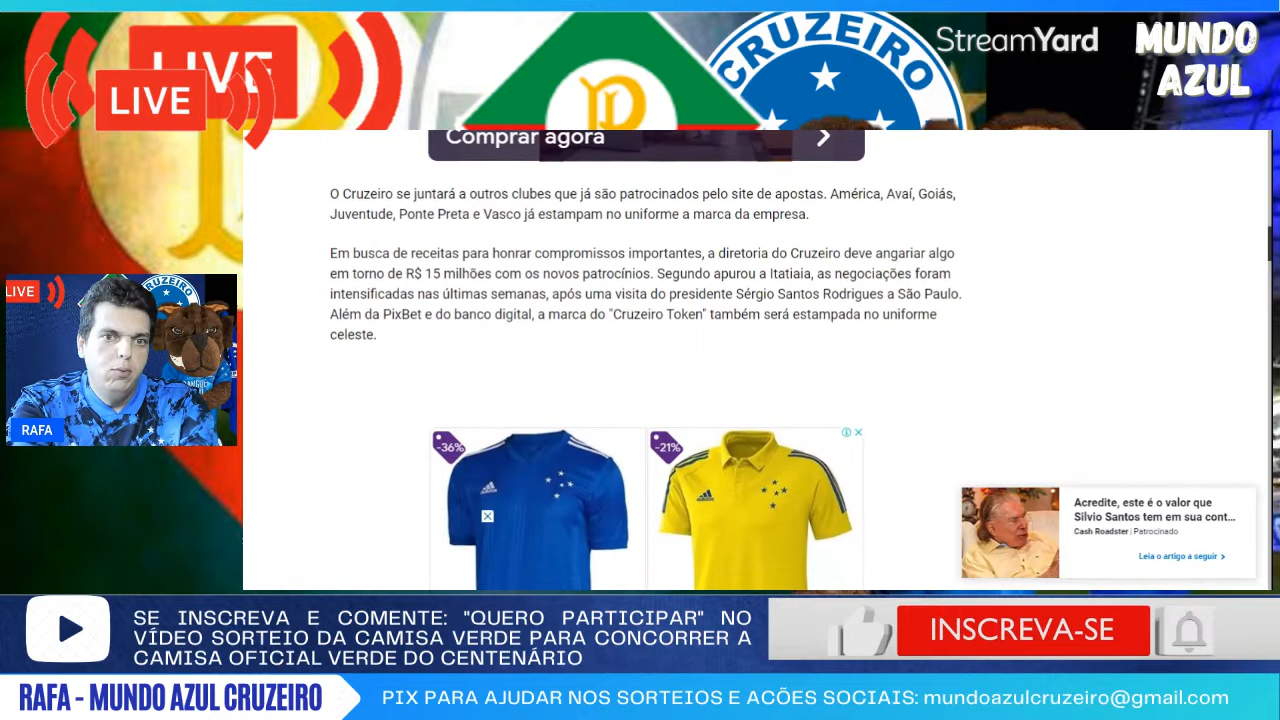 LIVE
LIVE
CRUZEIRO
StreamYard
MUNDO
AZUL
Comprar agora
O Cruzeiro se juntará a outros clubes que já são patrocinados pelo site de apostas. América, Avaí, Goiás,
Juventude, Ponte Preta e Vasco já estampam no uniforme a marca da empresa.
Em busca de receitas para honrar compromissos importantes, a diretoria do Cruzeiro deve angariar algo
em torno de R$ 15 milhões com os novos patrocínios. Segundo apurou a Itatiaia, as negociações foram
intensificadas nas últimas semanas, após uma visita do presidente Sérgio Santos Rodrigues a São Paulo.
Além da PixBet e do banco digital, a marca do "Cruzeiro Token" também será estampada no uniforme
celeste.
LIVE
RAFA
-36%
-21%
Acredite, este é o valor que
Silvio Santos tem em sua cont...
Cash Roadster | Patrocinado
Leia o artigo a seguir
SE INSCREVA E COMENTE: "QUERO PARTICIPAR" NO
VÍDEO SORTEIO DA CAMISA VERDE PARA CONCORRER A
CAMISA OFICIAL VERDE DO CENTENÁRIO
INSCREVA-SE
RAFA - MUNDO AZUL CRUZEIRO
PIX PARA AJUDAR NOS SORTEIOS E ACÕES SOCIAIS: mundoazulcruzeiro@gmail.com